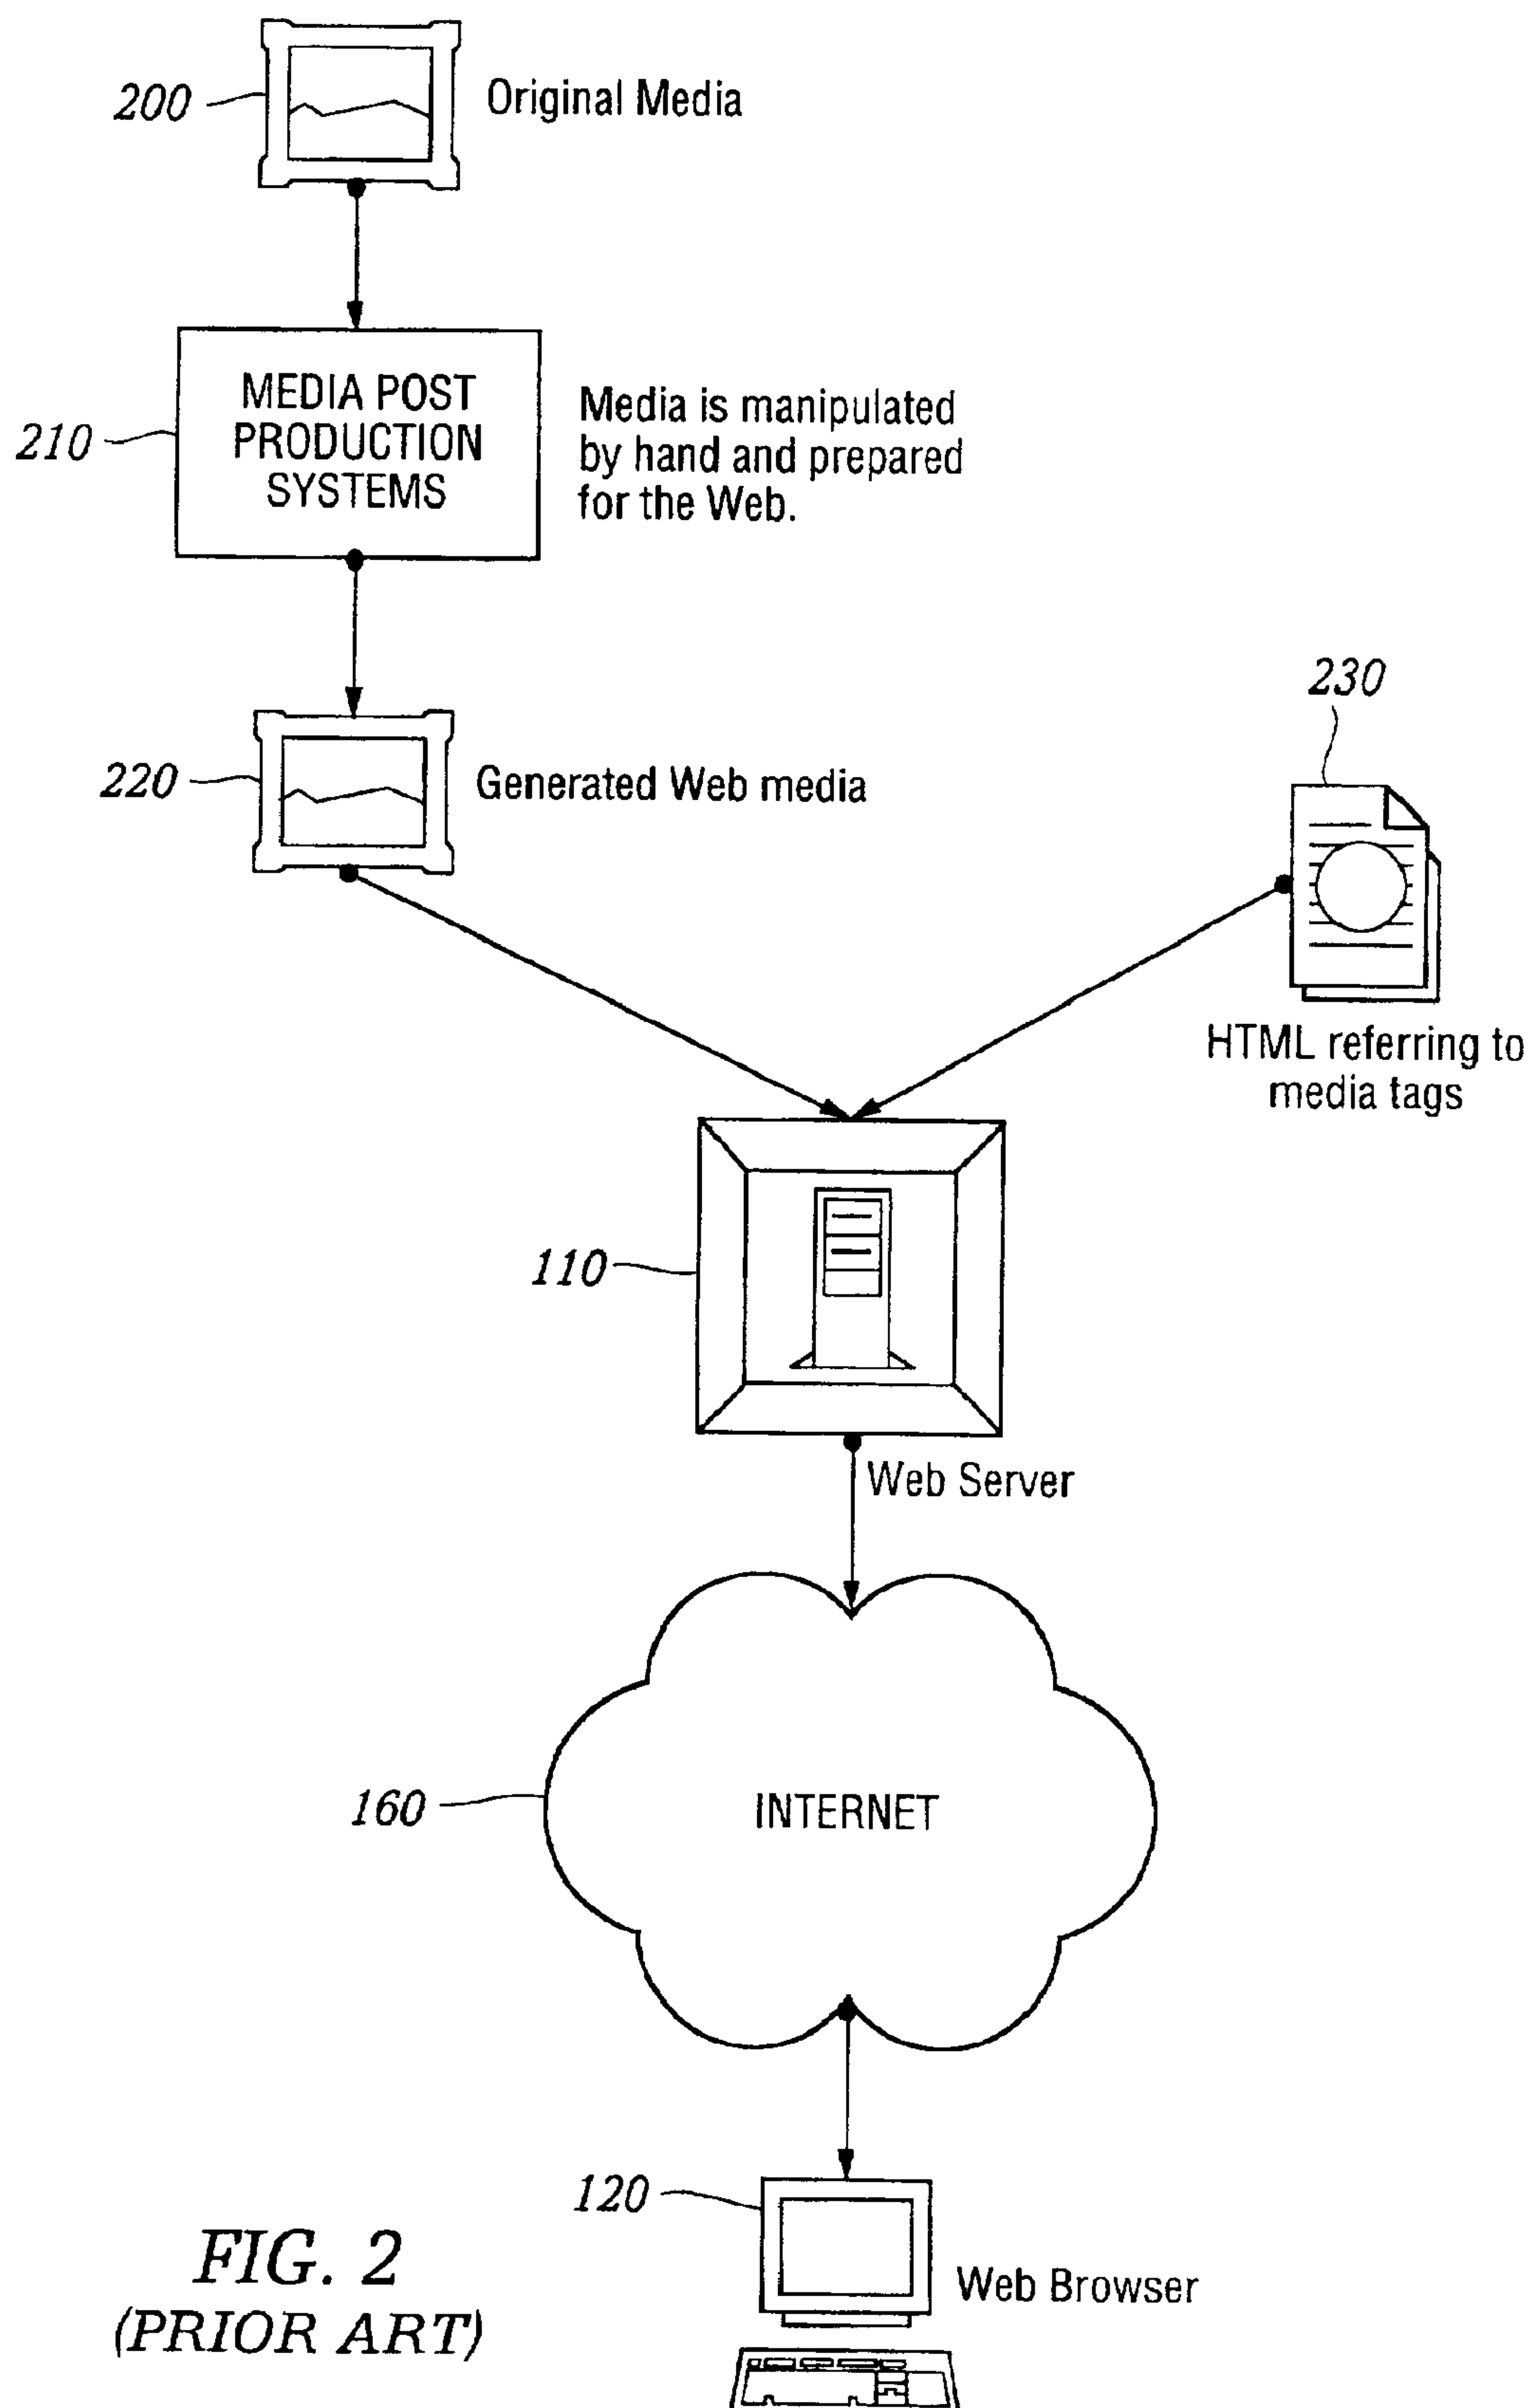 200
Original Media
210
MEDIA POST
PRODUCTION
SYSTEMS
Media is manipulated
by hand and prepared
for the Web.
220
Generated Web media
230
HTML referring to
media tags
110
Web Server
160
INTERNET
120
Web Browser
FIG. 2
(PRIOR ART)